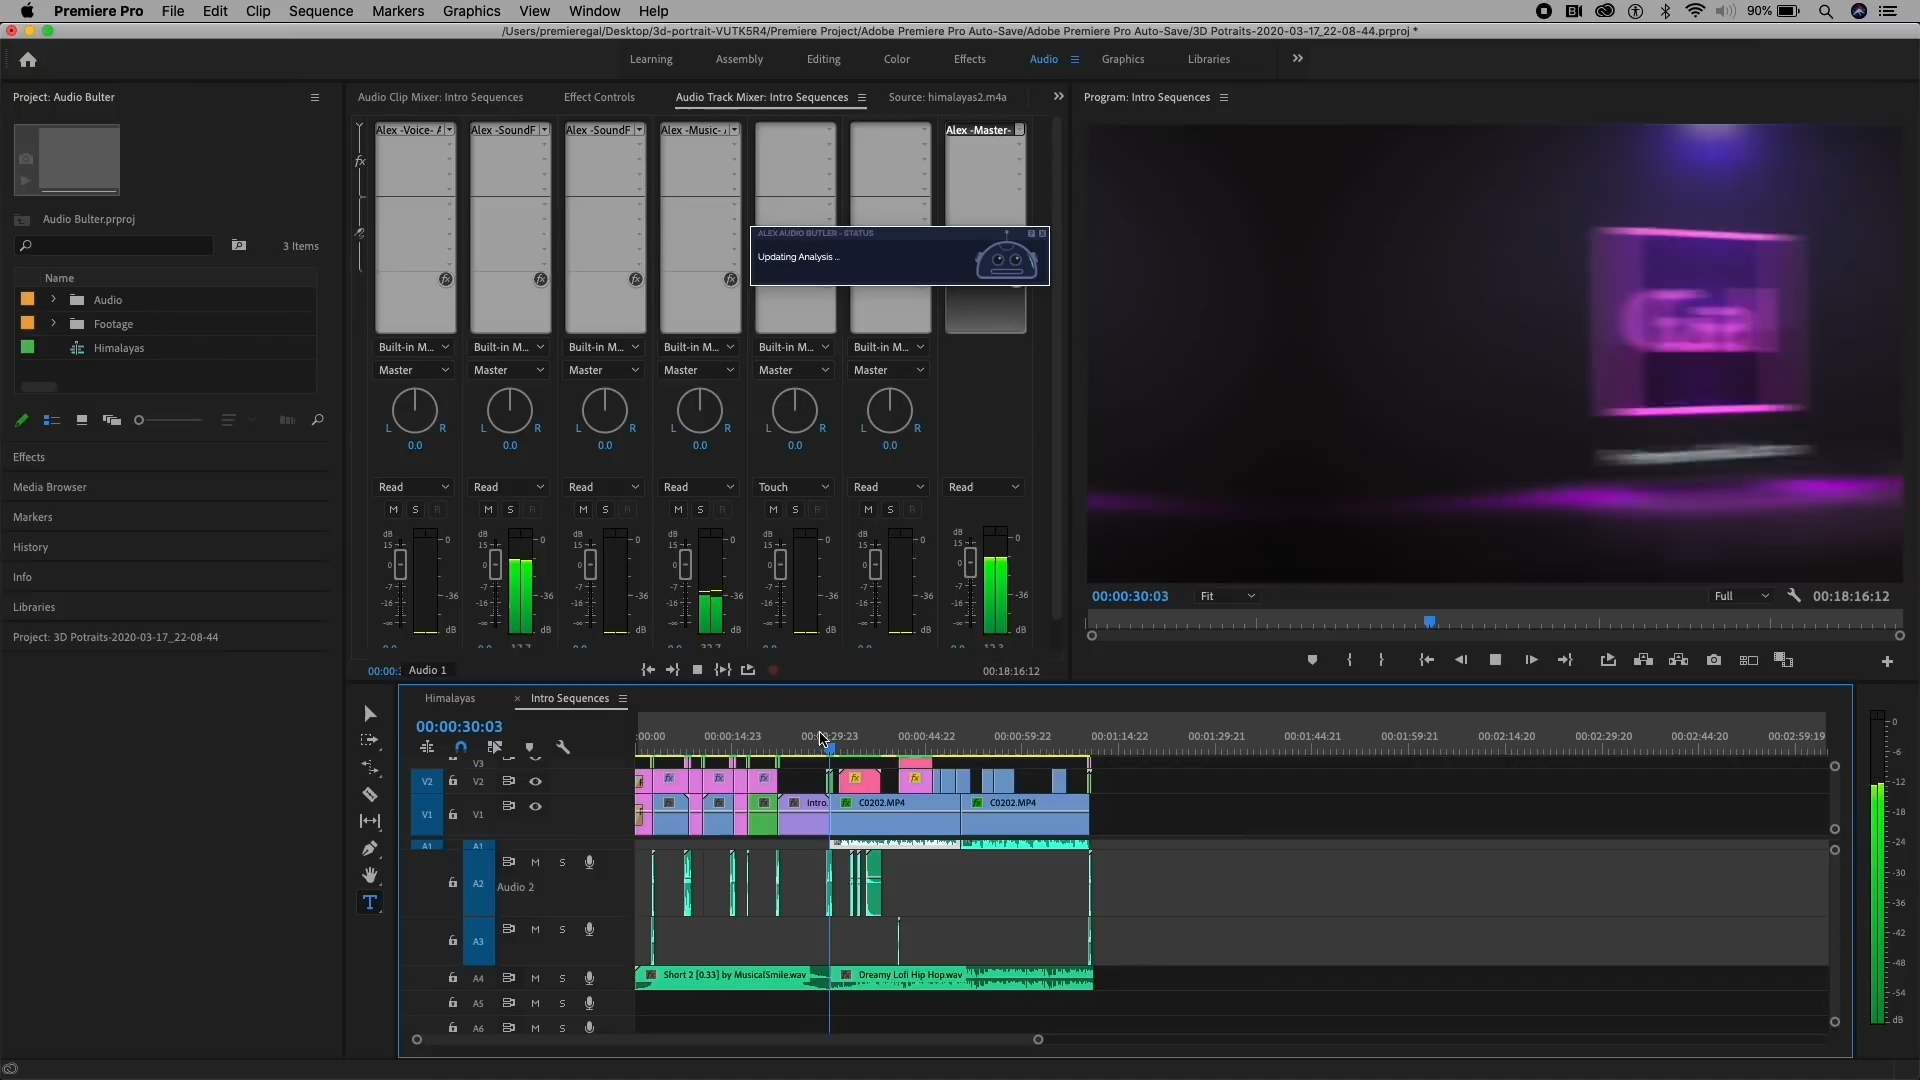 Premiere Pro File Edit Clip Sequence Markers Graphics View Window Help 90%
/Users/premieregal/Desktop/3d-portrait-VUTK5R4/Premiere Project/Adobe Premiere Pro Auto-Save/Adobe Premiere Pro Auto-Save/3D Potraits-2020-03-17_22-08-44.prproj *
Learning Assembly Editing Color Effects Audio Graphics Libraries
Project: Audio Bulter
Audio Clip Mixer: Intro Sequences Effect Controls Audio Track Mixer: Intro Sequences Source: himalayas2.m4a
Program: Intro Sequences
Alex -Voice- A Alex -SoundF Alex -SoundF Alex -Music- Alex -Master-
Audio Bulter.prproj
3 Items
ALEX AUDIO BUTLER - STATUS
Updating Analysis ...
Name
Audio
Footage
Himalayas
Built-in M... Built-in M... Built-in M... Built-in M... Built-in M... Built-in M...
Master Master Master Master Master Master
L R L R L R L R L R L R
0.0 0.0 0.0 0.0 0.0 0.0
Effects
Media Browser
Markers
History
Info
Libraries
Project: 3D Potraits-2020-03-17_22-08-44
Read Read Read Read Touch Read Read
M S R M S R M S R M S R M S R M S R
dB 15 0 -7 -16 -∞ 0 -36 dB
dB 15 0 -7 -16 -∞ 0 -36 dB
dB 15 0 -7 -16 -∞ 0 -36 dB
dB 15 0 -7 -16 -∞ 0 -36 dB
dB 15 0 -7 -16 -∞ 0 -36 dB
dB 15 0 -7 -16 -∞ 0 -36 dB
dB 15 0 -7 -16 -∞ 0 -36 dB
00:00: Audio 1 00:18:16:12
00:00:30:03 Fit Full 00:18:16:12
Himalayas × Intro Sequences
00:00:30:03
:00:00 00:00:14:23 00:00:29:23 00:00:44:22 00:00:59:22 00:01:14:22 00:01:29:21 00:01:44:21 00:01:59:21 00:02:14:20 00:02:29:20 00:02:44:20 00:02:59:19
V3
V2 V2 fx fx fx fx fx
V1 V1 Intro. C0202.MP4 C0202.MP4
A1 A1
A2 M S
Audio 2
A3 M S
A4 M S Short 2 [0.33] by MusicalSmile.wav Dreamy Lofi Hip Hop.wav
A5 M S
A6 M S
0
-6
-12
-18
-24
-30
-36
-42
-48
-54
dB